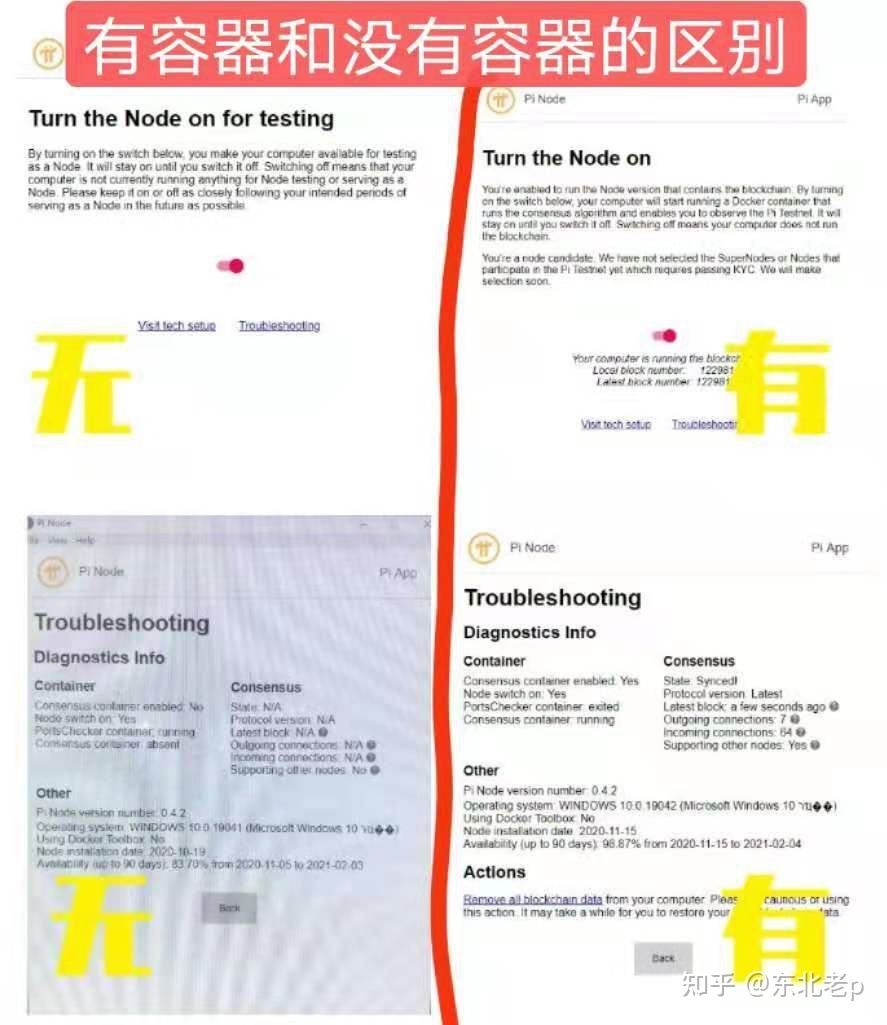 有容器和没有容器的区别
Turn the Node on for testing
By turning on the switch below, you make your computer available for testing
as a Node. It will stay on until you switch it off. Switching off means that your
computer is not currently running anything for Node testing or serving as a
Node. Please keep it on or off as closely following your intended periods of
serving as a Node in the future as possible.
Visit tech setup Troubleshooting
无
Pi Node Pi App
Turn the Node on
You're enabled to run the Node version that contains the blockchain. By turning
on the switch below, your computer will start running a Docker container that
runs the consensus algorithm and enables you to observe the Pi Testnet. It will
stay on until you switch it off. Switching off means your computer does not run
the blockchain.
You're a node candidate. We have not selected the SuperNodes or Nodes that
participate in the Pi Testnet yet which requires passing KYC. We will make
selection soon.
Your computer is running the blockch
Local block number: 122981
Latest block number: 122981
Visit tech setup Troubleshootin
有
Pi Node
View Help
Pi Node Pi App
Troubleshooting
Diagnostics Info
Container
Consensus container enabled: No
Node switch on: Yes
PortsChecker container: running
Consensus container: absent
Consensus
State: N/A
Protocol version: N/A
Latest block: N/A
Outgoing connections: N/A
Incoming connections: N/A
Supporting other nodes: No
Other
Pi Node version number: 0.4.2
Operating system: WINDOWS 10.0.19041 (Microsoft Windows 10 רו��)
Using Docker Toolbox: No
Node installation date: 2020-10-19
Availability (up to 90 days): 83.70% from 2020-11-05 to 2021-02-03
Back
无
Pi Node Pi App
Troubleshooting
Diagnostics Info
Container
Consensus container enabled: Yes
Node switch on: Yes
PortsChecker container: exited
Consensus container: running
Consensus
State: Synced!
Protocol version: Latest
Latest block: a few seconds ago
Outgoing connections: 7
Incoming connections: 64
Supporting other nodes: Yes
Other
Pi Node version number: 0.4.2
Operating system: WINDOWS 10.0.19042 (Microsoft Windows 10 רו��)
Using Docker Toolbox: No
Node installation date: 2020-11-15
Availability (up to 90 days): 96.87% from 2020-11-15 to 2021-02-04
Actions
Remove all blockchain data from your computer. Pleas cautious of using
this action. It may take a while for you to restore your data.
Back
有
知乎 @东北老p